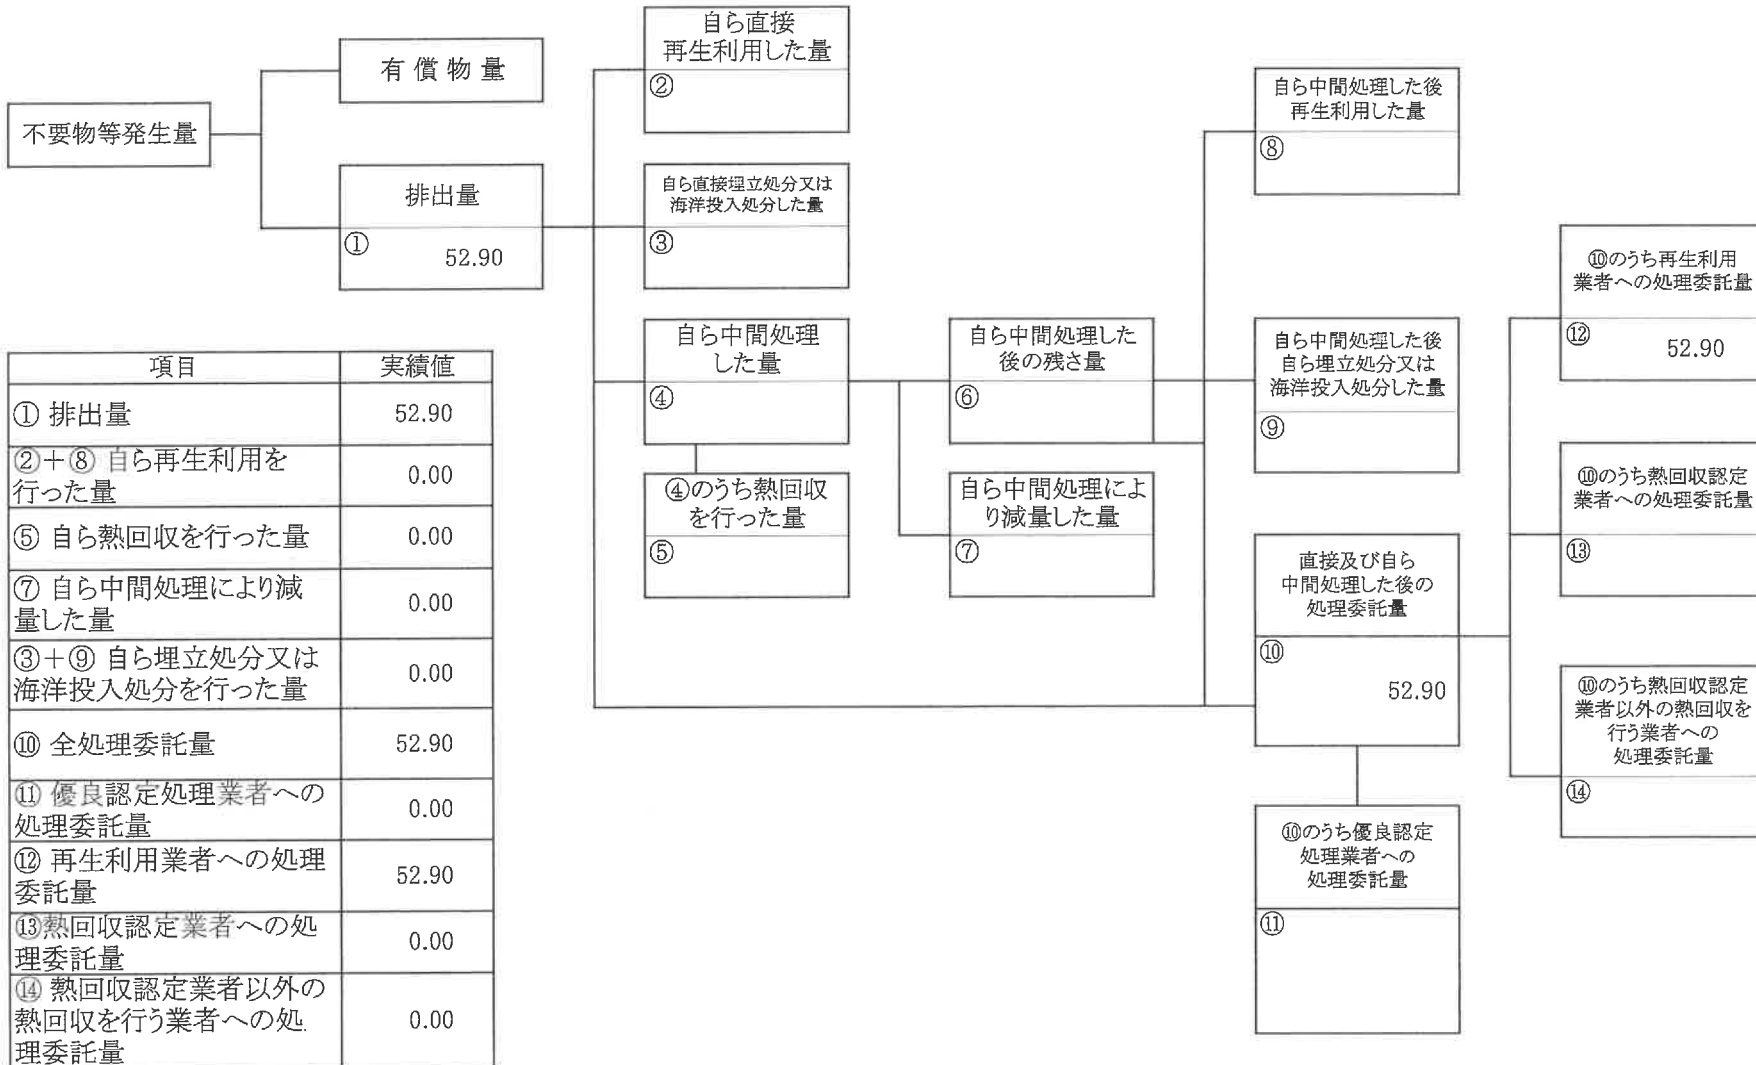 不要物等発生量
有償物量
排出量
①
52.90
自ら直接
再生利用した量
②
自ら直接埋立処分又は
海洋投入処分した量
③
自ら中間処理
した量
④
④のうち熱回収
を行った量
⑤
自ら中間処理した
後の残さ量
⑥
自ら中間処理によ
り減量した量
⑦
自ら中間処理した後
再生利用した量
⑧
自ら中間処理した後
自ら埋立処分又は
海洋投入処分した量
⑨
直接及び自ら
中間処理した後の
処理委託量
⑩
52.90
⑩のうち優良認定
処理業者への
処理委託量
⑪
⑩のうち再生利用
業者への処理委託量
⑫
52.90
⑩のうち熱回収認定
業者への処理委託量
⑬
⑩のうち熱回収認定
業者以外の熱回収を
行う業者への
処理委託量
⑭
項目 実績値
① 排出量 52.90
②+⑧ 自ら再生利用を
行った量 0.00
⑤ 自ら熱回収を行った量 0.00
⑦ 自ら中間処理により減
量した量 0.00
③+⑨ 自ら埋立処分又は
海洋投入処分を行った量 0.00
⑩ 全処理委託量 52.90
⑪ 優良認定処理業者への
処理委託量 0.00
⑫ 再生利用業者への処理
委託量 52.90
⑬熱回収認定業者への処
理委託量 0.00
⑭ 熱回収認定業者以外の
熱回収を行う業者への処
理委託量 0.00